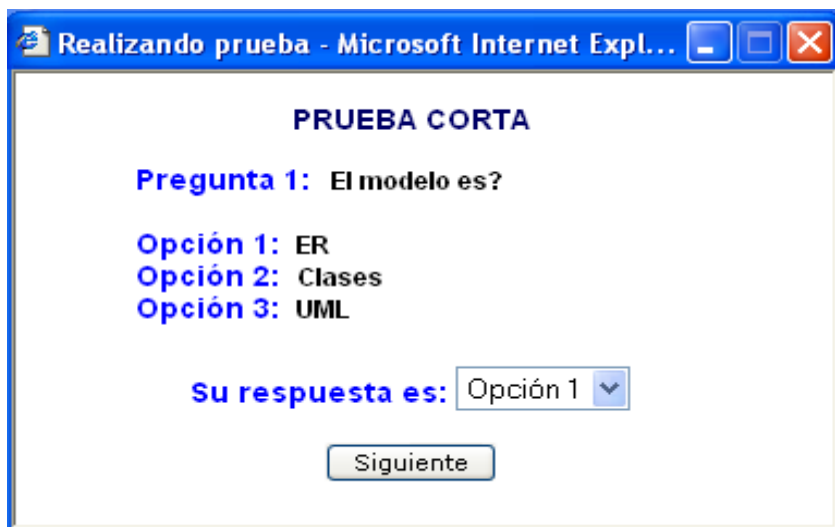 Realizando prueba - Microsoft Internet Expl...
PRUEBA CORTA
Pregunta 1: El modelo es?
Opción 1: ER
Opción 2: Clases
Opción 3: UML
Su respuesta es: Opción 1
Siguiente